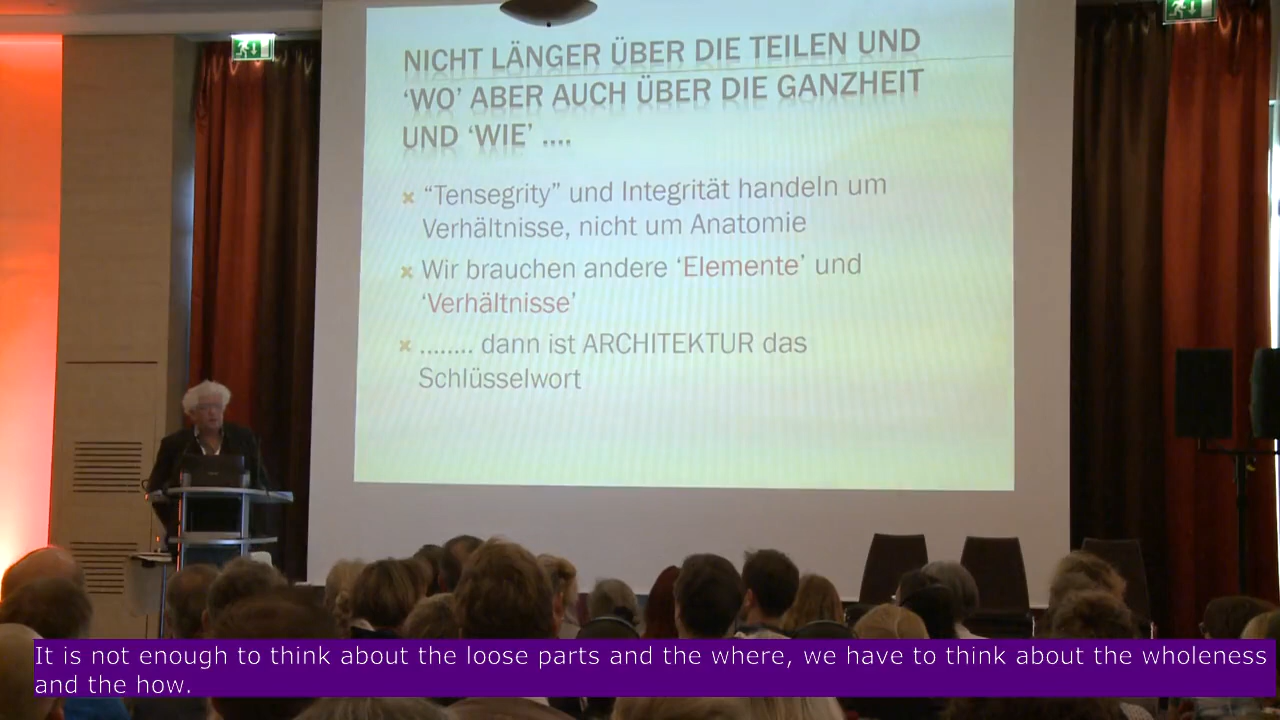 NICHT LÄNGER ÜBER DIE TEILEN UND
‘WO’ ABER AUCH ÜBER DIE GANZHEIT
UND ‘WIE’ ....
“Tensegrity” und Integrität handeln um
Verhältnisse, nicht um Anatomie
Wir brauchen andere ‘Elemente’ und
‘Verhältnisse’
........ dann ist ARCHITEKTUR das
Schlüsselwort
It is not enough to think about the loose parts and the where, we have to think about the wholeness
and the how.